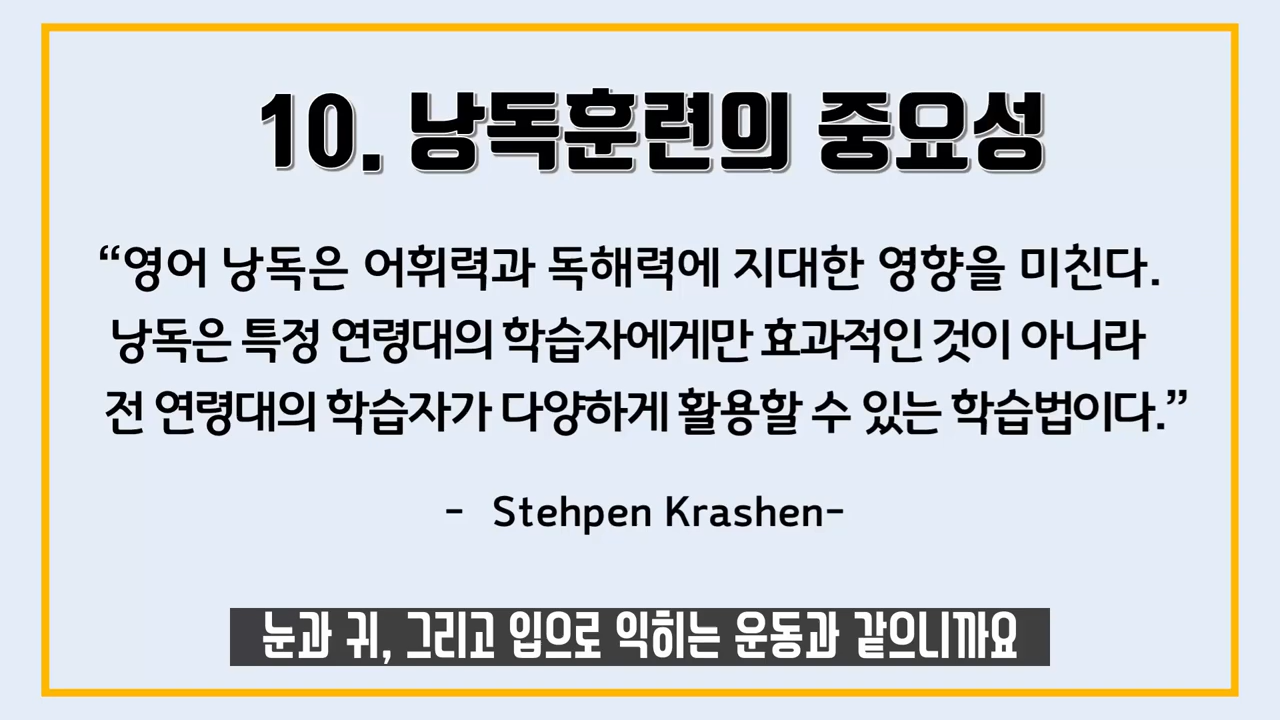 10. 낭독훈련의 중요성
“영어 낭독은 어휘력과 독해력에 지대한 영향을 미친다.
낭독은 특정 연령대의 학습자에게만 효과적인 것이 아니라
전 연령대의 학습자가 다양하게 활용할 수 있는 학습법이다.”
- Stehpen Krashen-
눈과 귀, 그리고 입으로 익히는 운동과 같으니까요